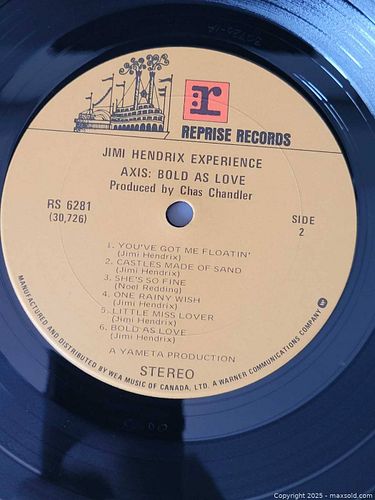 r
REPRISE RECORDS
JIMI HENDRIX EXPERIENCE
AXIS: BOLD AS LOVE
Produced by Chas Chandler
RS 6281
(30,726)
SIDE
2
1. YOU'VE GOT ME FLOATIN'
(Jimi Hendrix)
2. CASTLES MADE OF SAND
(Jimi Hendrix)
3. SHE'S SO FINE
(Noel Redding)
4. ONE RAINY WISH
(Jimi Hendrix)
5. LITTLE MISS LOVER
(Jimi Hendrix)
6. BOLD AS LOVE
(Jimi Hendrix)
A YAMETA PRODUCTION
STEREO
MANUFACTURED AND DISTRIBUTED BY WEA MUSIC OF CANADA, LTD. A WARNER COMMUNICATIONS COMPANY
Copyright 2025 - maxsold.com